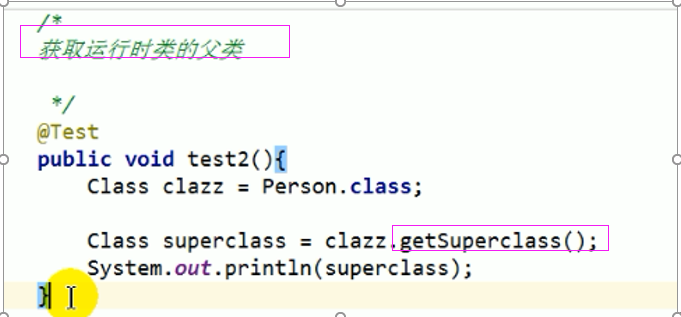 /*
获取运行时类的父类
*/
@Test
public void test2(){
Class clazz = Person.class;
Class superclass = clazz.getSuperclass();
System.out.println(superclass);
}